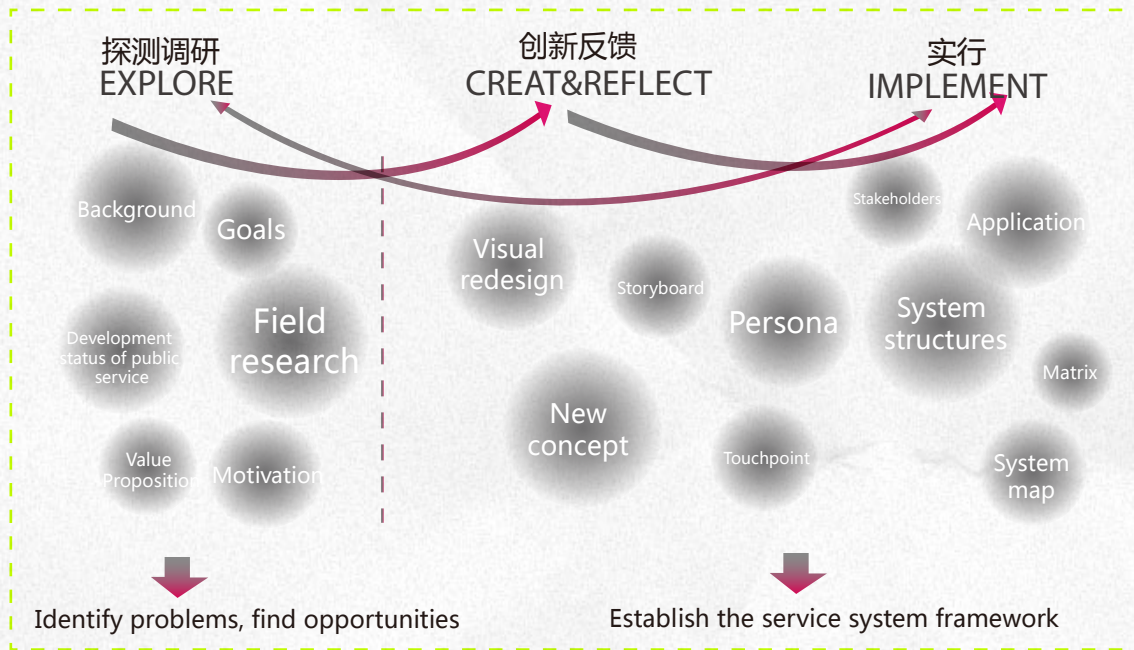 探测调研
EXPLORE
创新反馈
CREAT&REFLECT
实行
IMPLEMENT
Background
Goals
Field
research
Development
status of public
service
Value
Proposition
Motivation
Visual
redesign
Storyboard
Persona
New
concept
Touchpoint
Stakeholders
Application
System
structures
Matrix
System
map
Identify problems, find opportunities
Establish the service system framework